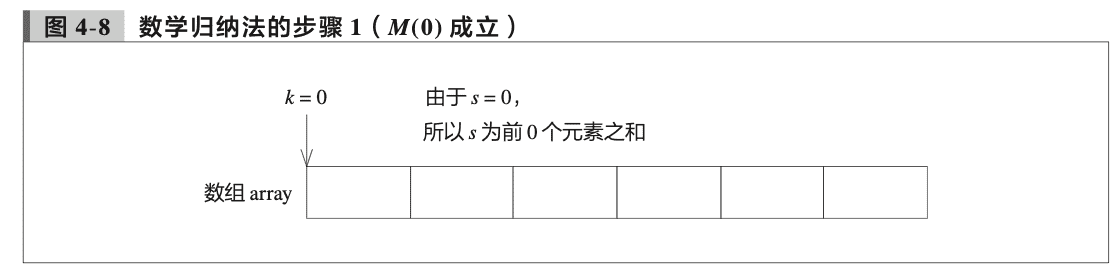 图 4-8 数学归纳法的步骤 1（M(0) 成立）
k = 0
由于 s = 0，
所以 s 为前 0 个元素之和
数组 array